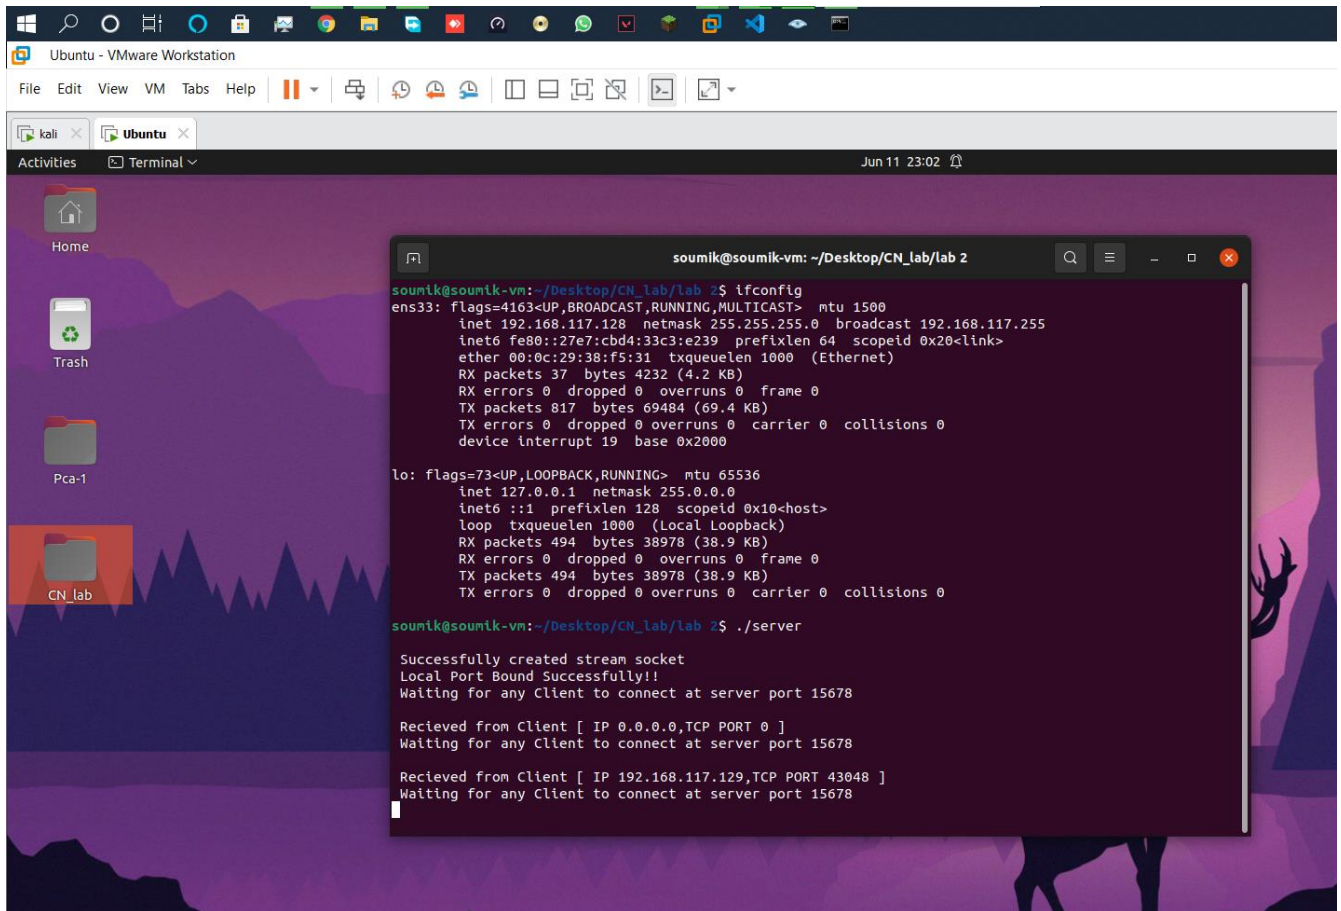 Ubuntu - VMware Workstation
File Edit View VM Tabs Help
kali Ubuntu
Activities Terminal Jun 11 23:02
Home
Trash
Pca-1
CN_lab
soumik@soumik-vm: ~/Desktop/CN_lab/lab 2
soumik@soumik-vm:~/Desktop/CN_lab/lab 2$ ifconfig
ens33: flags=4163<UP,BROADCAST,RUNNING,MULTICAST>  mtu 1500
        inet 192.168.117.128  netmask 255.255.255.0  broadcast 192.168.117.255
        inet6 fe80::27e7:cbd4:33c3:e239  prefixlen 64  scopeid 0x20<link>
        ether 00:0c:29:38:f5:31  txqueuelen 1000  (Ethernet)
        RX packets 37  bytes 4232 (4.2 KB)
        RX errors 0  dropped 0  overruns 0  frame 0
        TX packets 817  bytes 69484 (69.4 KB)
        TX errors 0  dropped 0 overruns 0  carrier 0  collisions 0
        device interrupt 19  base 0x2000
lo: flags=73<UP,LOOPBACK,RUNNING>  mtu 65536
        inet 127.0.0.1  netmask 255.0.0.0
        inet6 ::1  prefixlen 128  scopeid 0x10<host>
        loop  txqueuelen 1000  (Local Loopback)
        RX packets 494  bytes 38978 (38.9 KB)
        RX errors 0  dropped 0  overruns 0  frame 0
        TX packets 494  bytes 38978 (38.9 KB)
        TX errors 0  dropped 0 overruns 0  carrier 0  collisions 0
soumik@soumik-vm:~/Desktop/CN_lab/lab 2$ ./server
Successfully created stream socket
Local Port Bound Successfully!!
Waiting for any Client to connect at server port 15678
Recieved from Client [ IP 0.0.0.0,TCP PORT 0 ]
Waiting for any Client to connect at server port 15678
Recieved from Client [ IP 192.168.117.129,TCP PORT 43048 ]
Waiting for any Client to connect at server port 15678